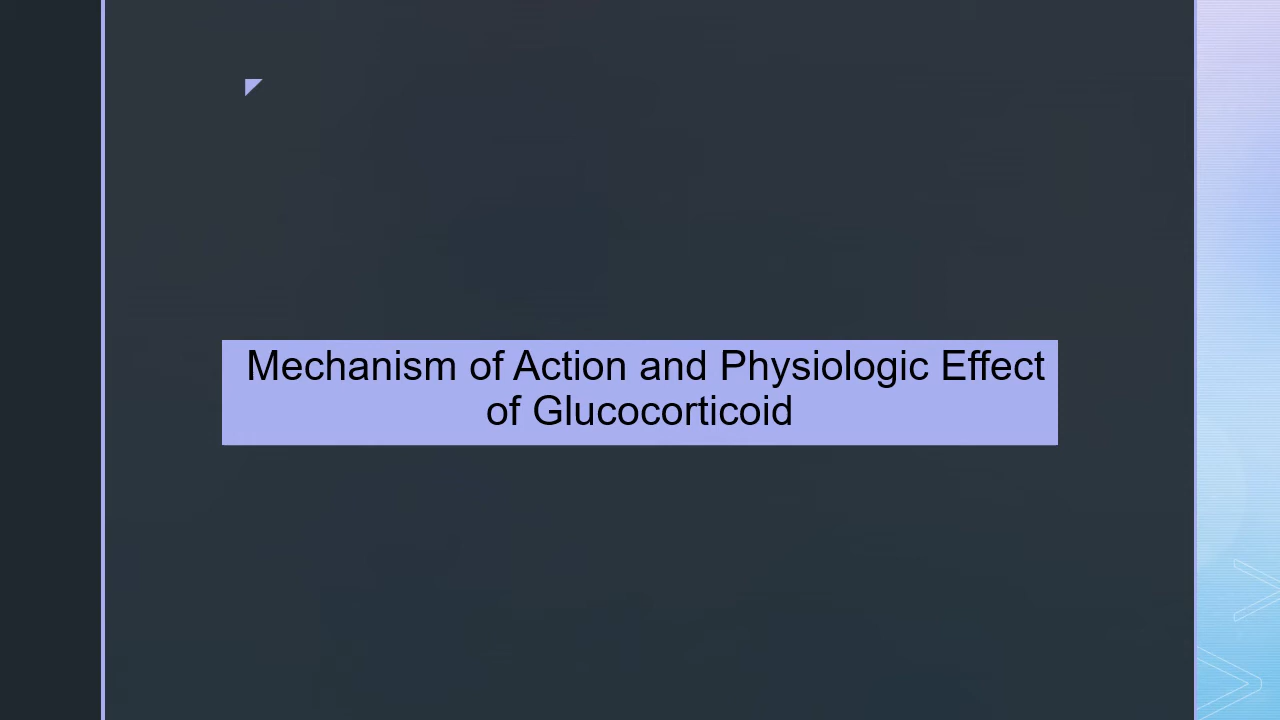 Mechanism of Action and Physiologic Effect
of Glucocorticoid